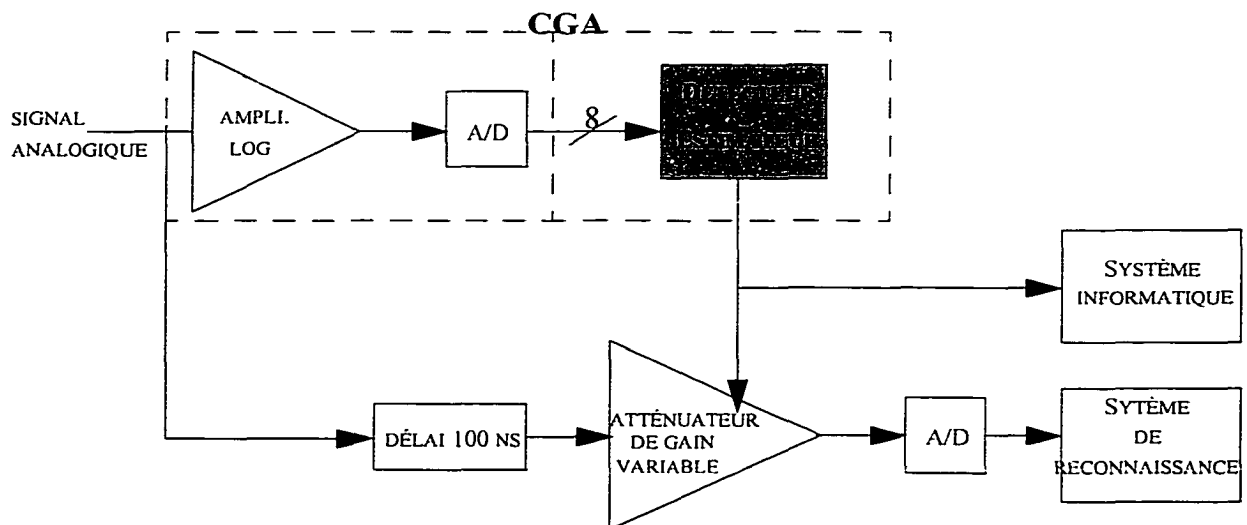 CGA
SIGNAL
ANALOGIQUE
AMPLI.
LOG
A/D
8
SYSTÈME
INFORMATIQUE
DÉLAI 100 NS
ATTÉNUATEUR
DE GAIN
VARIABLE
A/D
SYTÈME
DE
RECONNAISSANCE